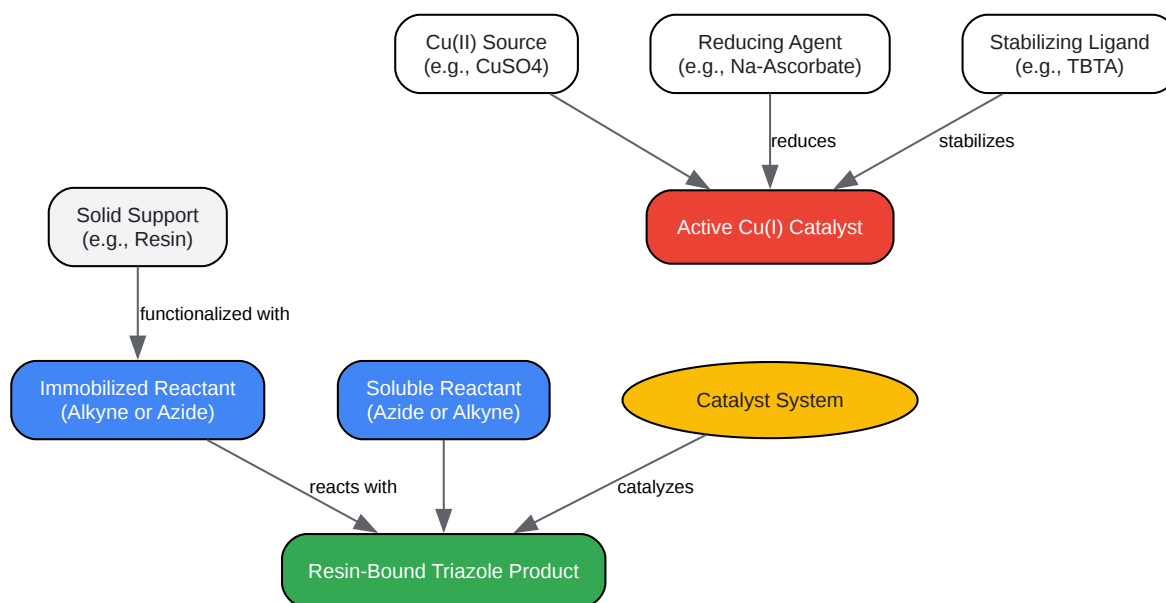 Cu(II) Source
(e.g., CuSO4)
Reducing Agent
(e.g., Na-Ascorbate)
Stabilizing Ligand
(e.g., TBTA)
reduces
stabilizes
Solid Support
(e.g., Resin)
Active Cu(I) Catalyst
functionalized with
Immobilized Reactant
(Alkyne or Azide)
Soluble Reactant
(Azide or Alkyne)
Catalyst System
reacts with
catalyzes
Resin-Bound Triazole Product